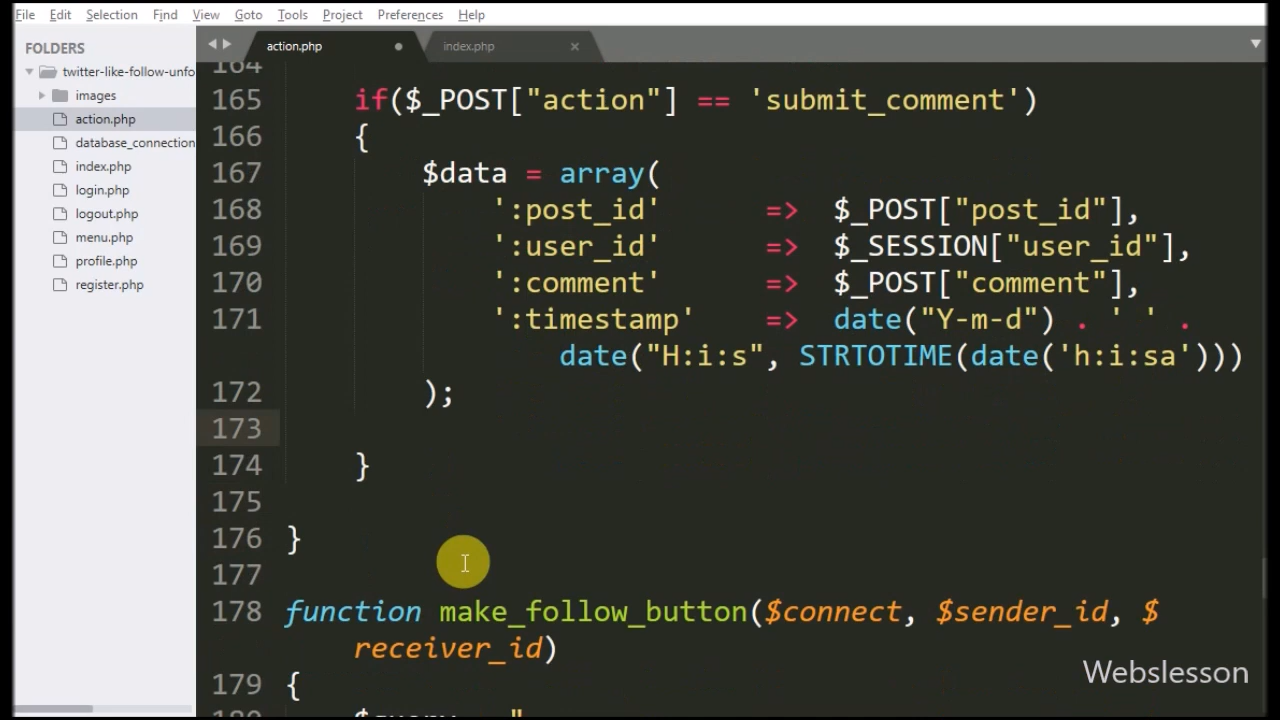 File Edit Selection Find View Goto Tools Project Preferences Help
FOLDERS
twitter-like-follow-unfo
images
action.php
database_connection
index.php
login.php
logout.php
menu.php
profile.php
register.php
action.php
index.php
164
165 if($_POST["action"] == 'submit_comment')
166 {
167 $data = array(
168 ':post_id' => $_POST["post_id"],
169 ':user_id' => $_SESSION["user_id"],
170 ':comment' => $_POST["comment"],
171 ':timestamp' => date("Y-m-d") . ' ' .
date("H:i:s", STRTOTIME(date('h:i:sa')))
172 );
173
174 }
175
176 }
177
178 function make_follow_button($connect, $sender_id, $
receiver_id)
179 {
180 $query = "
Webslesson